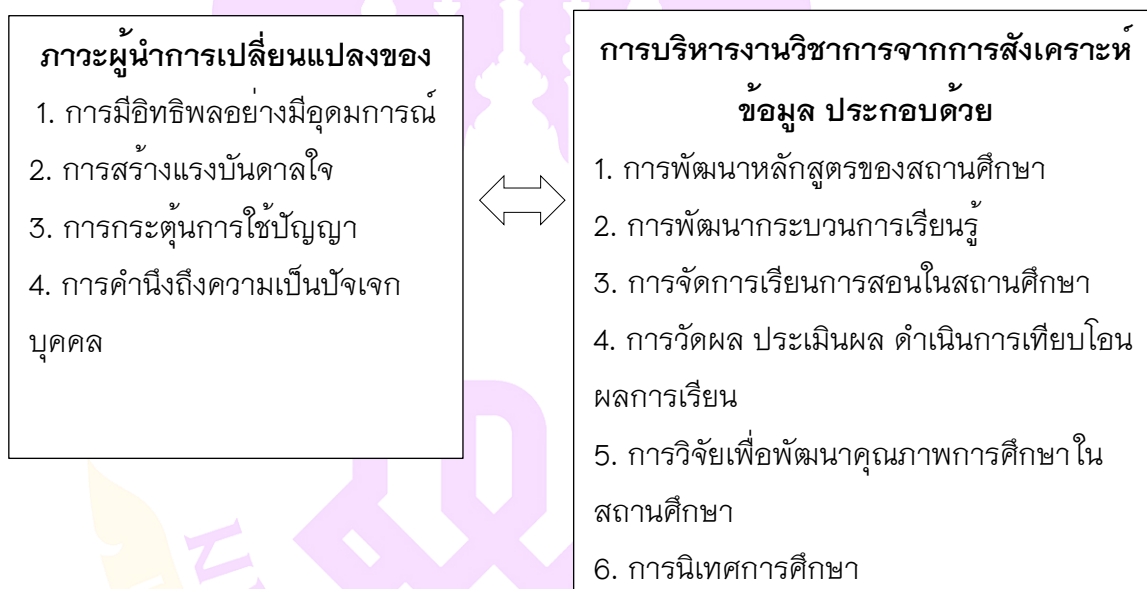 ภาวะผู้นำการเปลี่ยนแปลงของ
1. การมีอิทธิพลอย่างมีอุดมการณ์
2. การสร้างแรงบันดาลใจ
3. การกระตุ้นการใช้ปัญญา
4. การคำนึงถึงความเป็นปัจเจก
บุคคล
การบริหารงานวิชาการจากการสังเคราะห์
ข้อมูล ประกอบด้วย
1. การพัฒนาหลักสูตรของสถานศึกษา
2. การพัฒนากระบวนการเรียนรู้
3. การจัดการเรียนการสอนในสถานศึกษา
4. การวัดผล ประเมินผล ดำเนินการเทียบโอน
ผลการเรียน
5. การวิจัยเพื่อพัฒนาคุณภาพการศึกษาใน
สถานศึกษา
6. การนิเทศการศึกษา